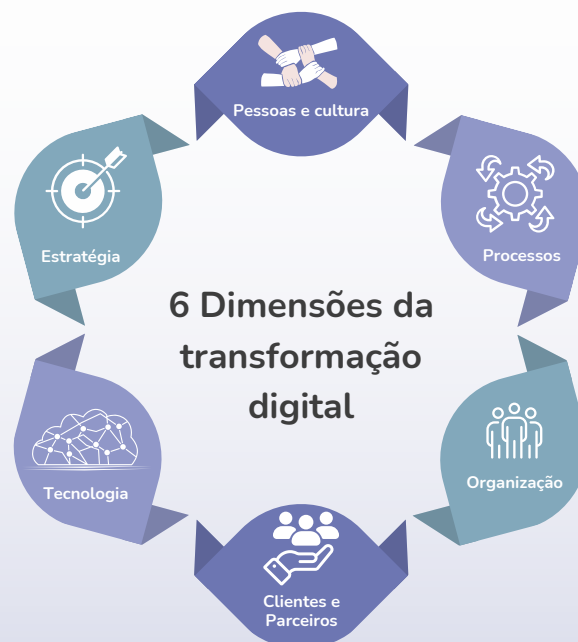 Pessoas e cultura
Estratégia
Processos
6 Dimensões da
transformação
digital
Tecnologia
Organização
Clientes e
Parceiros